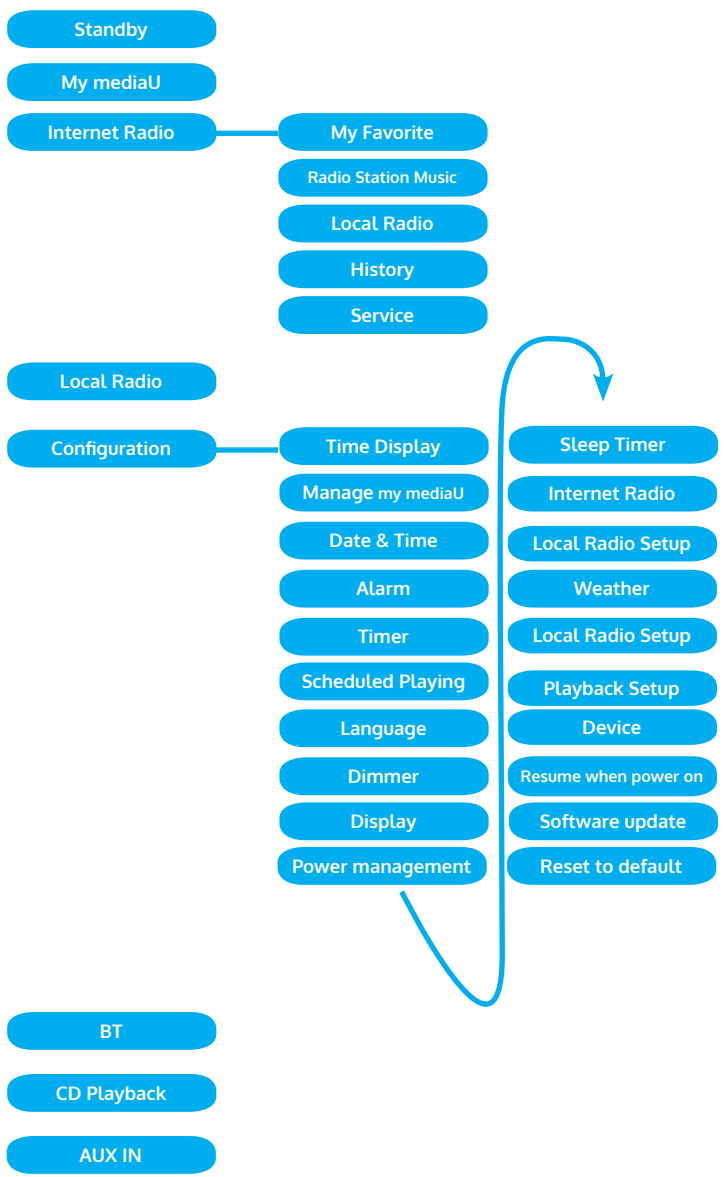 Standby
My mediaU
Internet Radio
My Favorite
Radio Station Music
Local Radio
History
Service
Local Radio
Configuration
Time Display
Manage my mediaU
Date & Time
Alarm
Timer
Scheduled Playing
Language
Dimmer
Display
Power management
Sleep Timer
Internet Radio
Local Radio Setup
Weather
Local Radio Setup
Playback Setup
Device
Resume when power on
Software update
Reset to default
BT
CD Playback
AUX IN